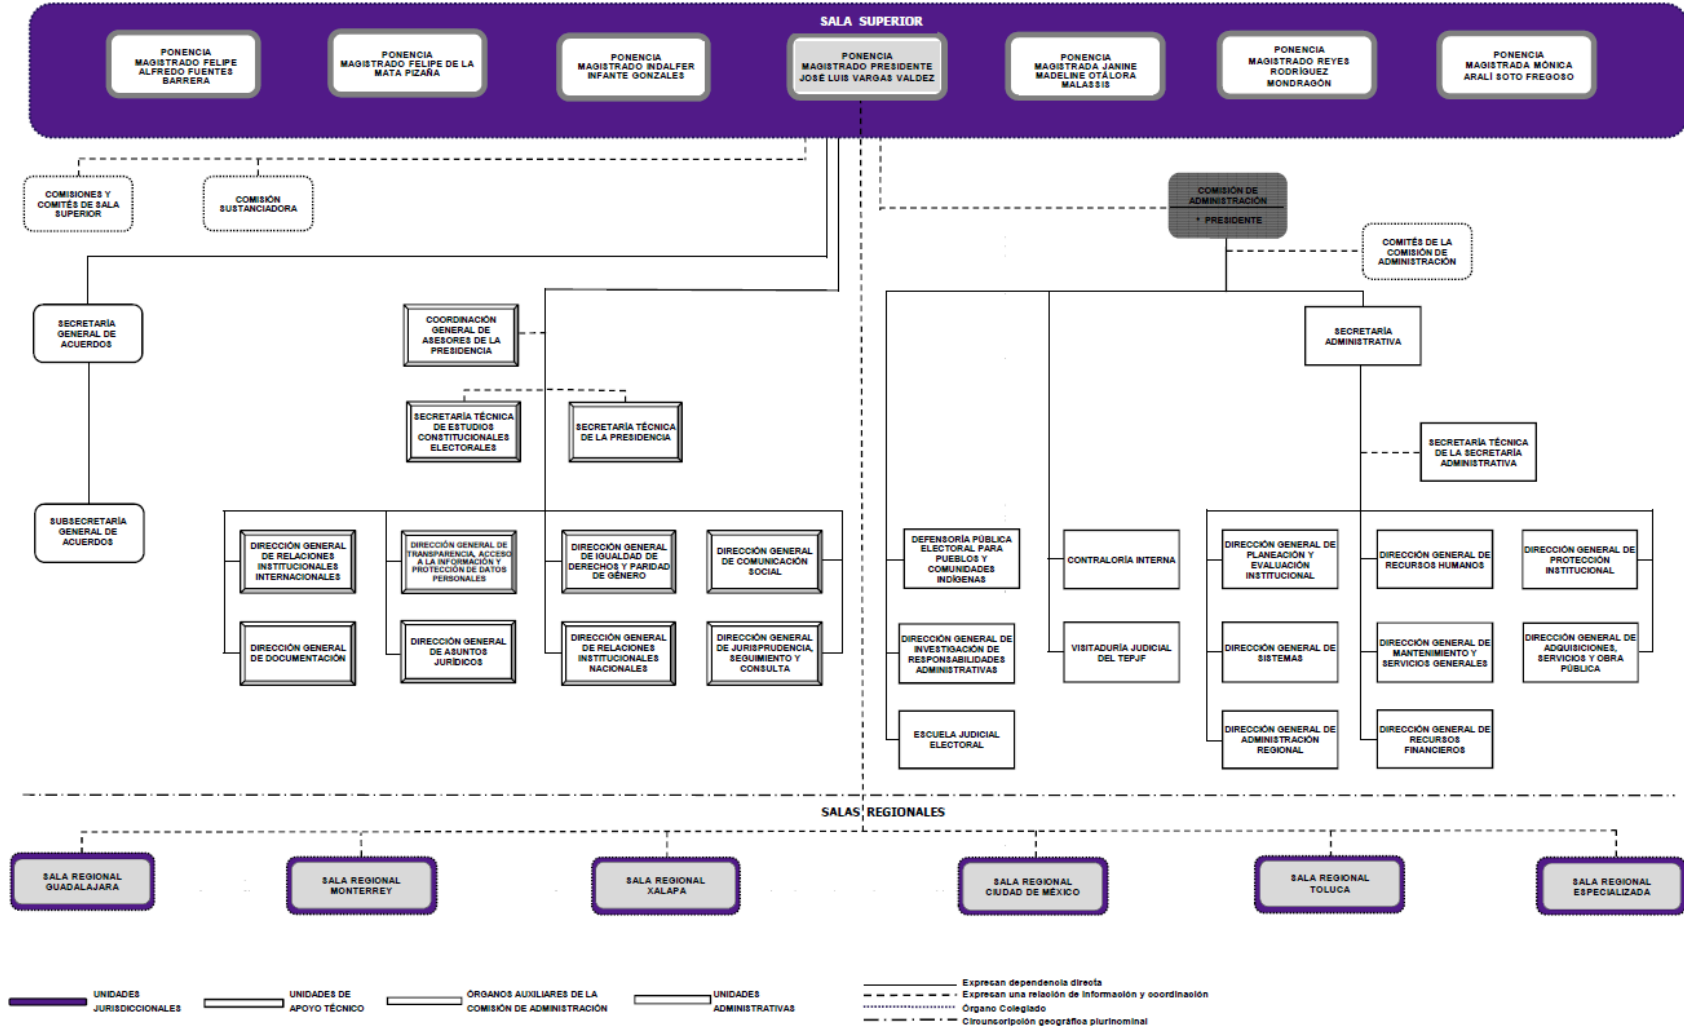 SALA SUPERIOR
PONENCIA
MAGISTRADO FELIPE
ALFREDO FUENTES
BARRERA
PONENCIA
MAGISTRADO FELIPE DE LA
MATA PIZAÑA
PONENCIA
MAGISTRADO INDALFER
INFANTE GONZALES
PONENCIA
MAGISTRADO PRESIDENTE
JOSÉ LUIS VARGAS VALDEZ
PONENCIA
MAGISTRADA JANINE
MADELINE OTÁLORA
MALASSIS
PONENCIA
MAGISTRADO REYES
RODRÍGUEZ
MONDRAGÓN
PONENCIA
MAGISTRADA MÓNICA
ARALÍ SOTO FREGOSO
COMISIONES Y
COMITÉS DE SALA
SUPERIOR
COMISIÓN
SUSTANCIADORA
COMISIÓN DE
ADMINISTRACIÓN
* PRESIDENTE
COMITÉS DE LA
COMISIÓN DE
ADMINISTRACIÓN
SECRETARÍA
GENERAL DE
ACUERDOS
COORDINACIÓN
GENERAL DE
ASESORES DE LA
PRESIDENCIA
SECRETARÍA
ADMINISTRATIVA
SECRETARÍA TÉCNICA
DE ESTUDIOS
CONSTITUCIONALES
ELECTORALES
SECRETARÍA TÉCNICA
DE LA PRESIDENCIA
SECRETARÍA TÉCNICA
DE LA SECRETARÍA
ADMINISTRATIVA
SUBSECRETARÍA
GENERAL DE
ACUERDOS
DIRECCIÓN GENERAL
DE RELACIONES
INSTITUCIONALES
INTERNACIONALES
DIRECCIÓN GENERAL DE
TRANSPARENCIA, ACCESO
A LA INFORMACIÓN Y
PROTECCIÓN DE DATOS
PERSONALES
DIRECCIÓN GENERAL
DE IGUALDAD DE
DERECHOS Y PARIDAD
DE GÉNERO
DIRECCIÓN GENERAL
DE COMUNICACIÓN
SOCIAL
DEFENSORÍA PÚBLICA
ELECTORAL PARA
PUEBLOS Y
COMUNIDADES
INDÍGENAS
CONTRALORÍA INTERNA
DIRECCIÓN GENERAL DE
PLANEACIÓN Y
EVALUACIÓN
INSTITUCIONAL
DIRECCIÓN GENERAL DE
RECURSOS HUMANOS
DIRECCIÓN GENERAL DE
PROTECCIÓN
INSTITUCIONAL
DIRECCIÓN GENERAL
DE DOCUMENTACIÓN
DIRECCIÓN GENERAL
DE ASUNTOS
JURÍDICOS
DIRECCIÓN GENERAL
DE RELACIONES
INSTITUCIONALES
NACIONALES
DIRECCIÓN GENERAL
DE JURISPRUDENCIA,
SEGUIMIENTO Y
CONSULTA
DIRECCIÓN GENERAL DE
INVESTIGACIÓN DE
RESPONSABILIDADES
ADMINISTRATIVAS
VISITADURÍA JUDICIAL
DEL TEPJF
DIRECCIÓN GENERAL DE
SISTEMAS
DIRECCIÓN GENERAL DE
MANTENIMIENTO Y
SERVICIOS GENERALES
DIRECCIÓN GENERAL DE
ADQUISICIONES,
SERVICIOS Y OBRA
PÚBLICA
ESCUELA JUDICIAL
ELECTORAL
DIRECCIÓN GENERAL DE
ADMINISTRACIÓN
REGIONAL
DIRECCIÓN GENERAL DE
RECURSOS
FINANCIEROS
SALAS REGIONALES
SALA REGIONAL
GUADALAJARA
SALA REGIONAL
MONTERREY
SALA REGIONAL
XALAPA
SALA REGIONAL
CIUDAD DE MÉXICO
SALA REGIONAL
TOLUCA
SALA REGIONAL
ESPECIALIZADA
UNIDADES
JURISDICCIONALES
UNIDADES DE
APOYO TÉCNICO
ÓRGANOS AUXILIARES DE LA
COMISIÓN DE ADMINISTRACIÓN
UNIDADES
ADMINISTRATIVAS
Expresan dependencia directa
Expresan una relación de información y coordinación
Órgano Colegiado
Circunscripción geográfica plurinominal